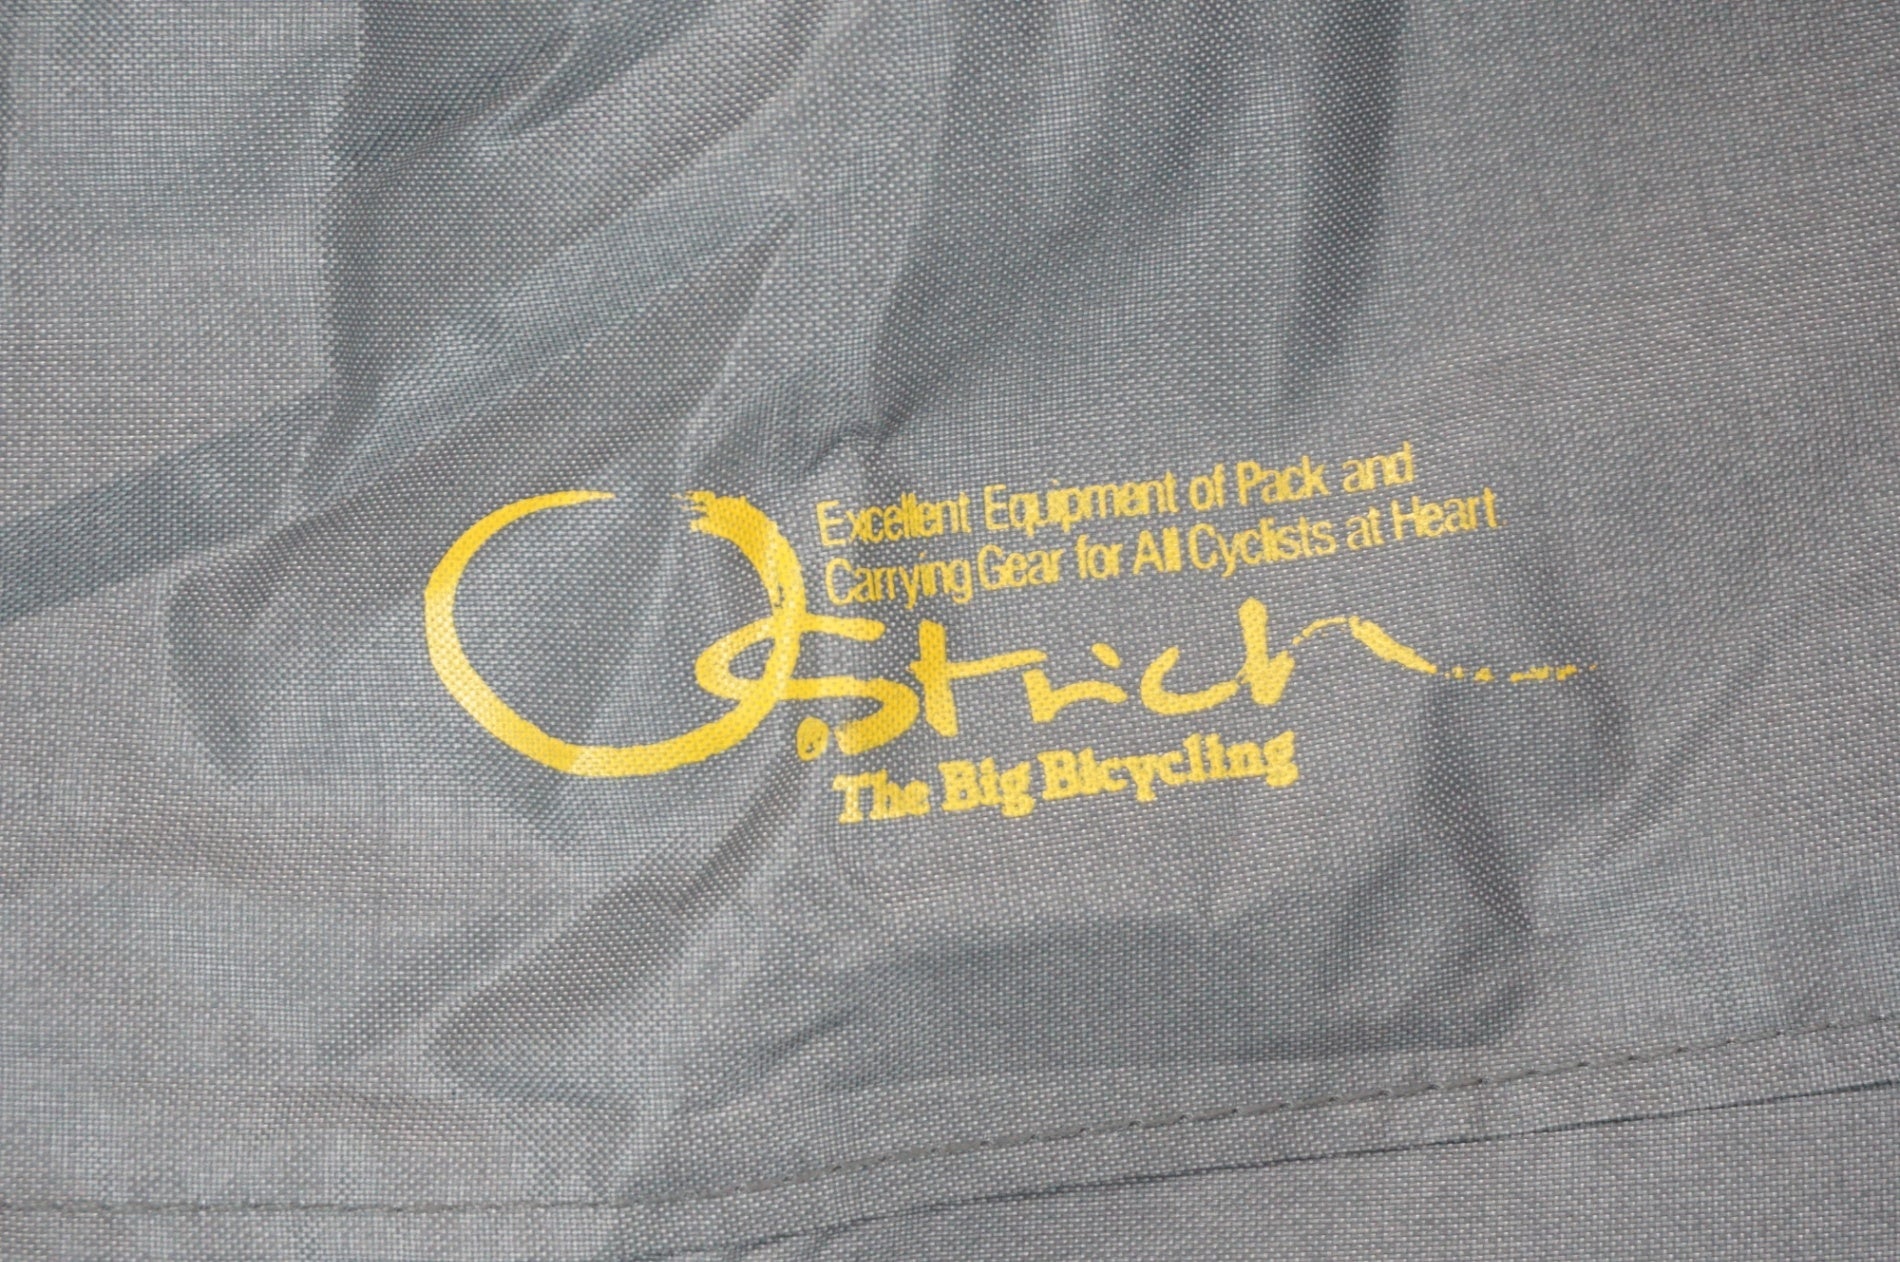 Excellent Equipment of Pack and
Carrying Gear for All Cyclists at Heart
Ostrich
The Big Bicycling